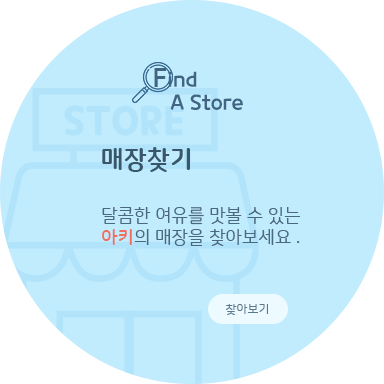 Find
A Store
STORE
매장찾기
달콤한 여유를 맛볼 수 있는
아키의 매장을 찾아보세요 .
찾아보기